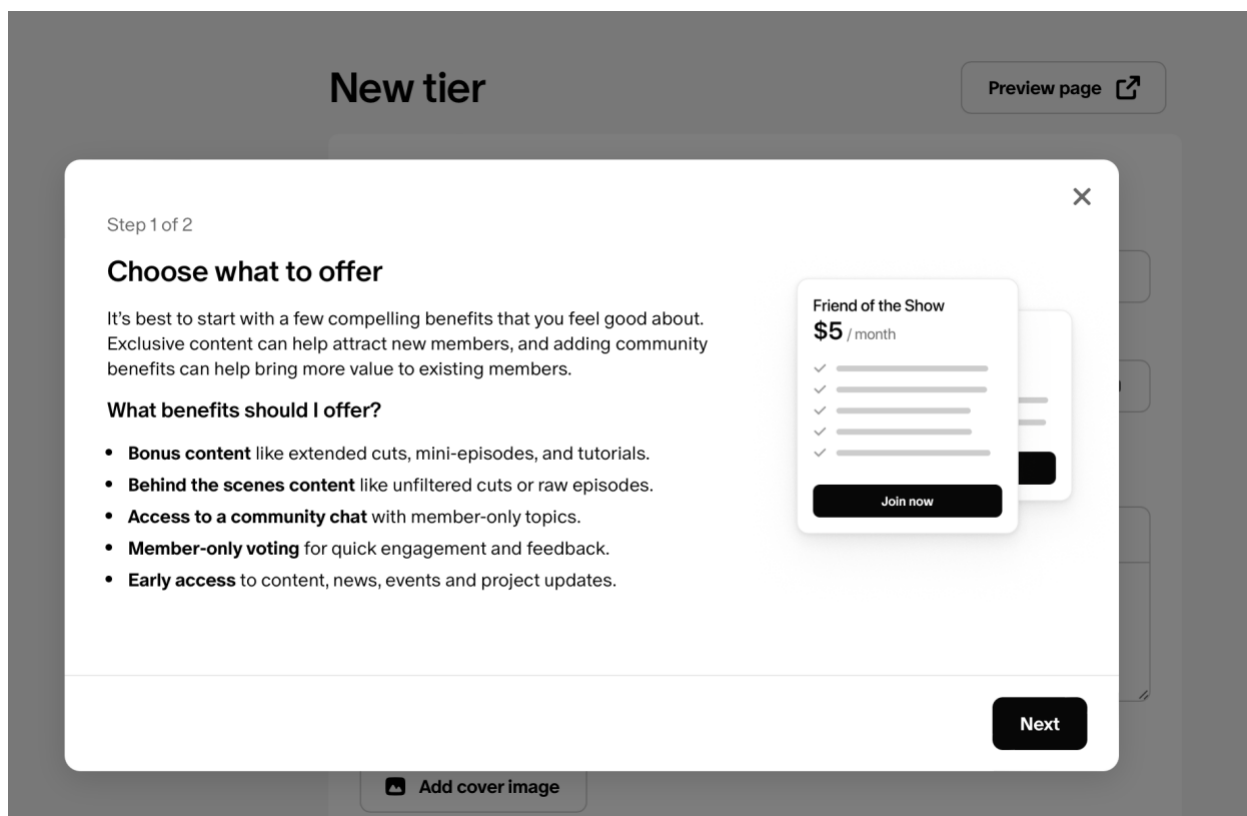 New tier
Preview page
Step 1 of 2
Choose what to offer
It’s best to start with a few compelling benefits that you feel good about.
Exclusive content can help attract new members, and adding community
benefits can help bring more value to existing members.
What benefits should I offer?
• Bonus content like extended cuts, mini-episodes, and tutorials.
• Behind the scenes content like unfiltered cuts or raw episodes.
• Access to a community chat with member-only topics.
• Member-only voting for quick engagement and feedback.
• Early access to content, news, events and project updates.
Friend of the Show
$5 / month
Join now
Next
Add cover image